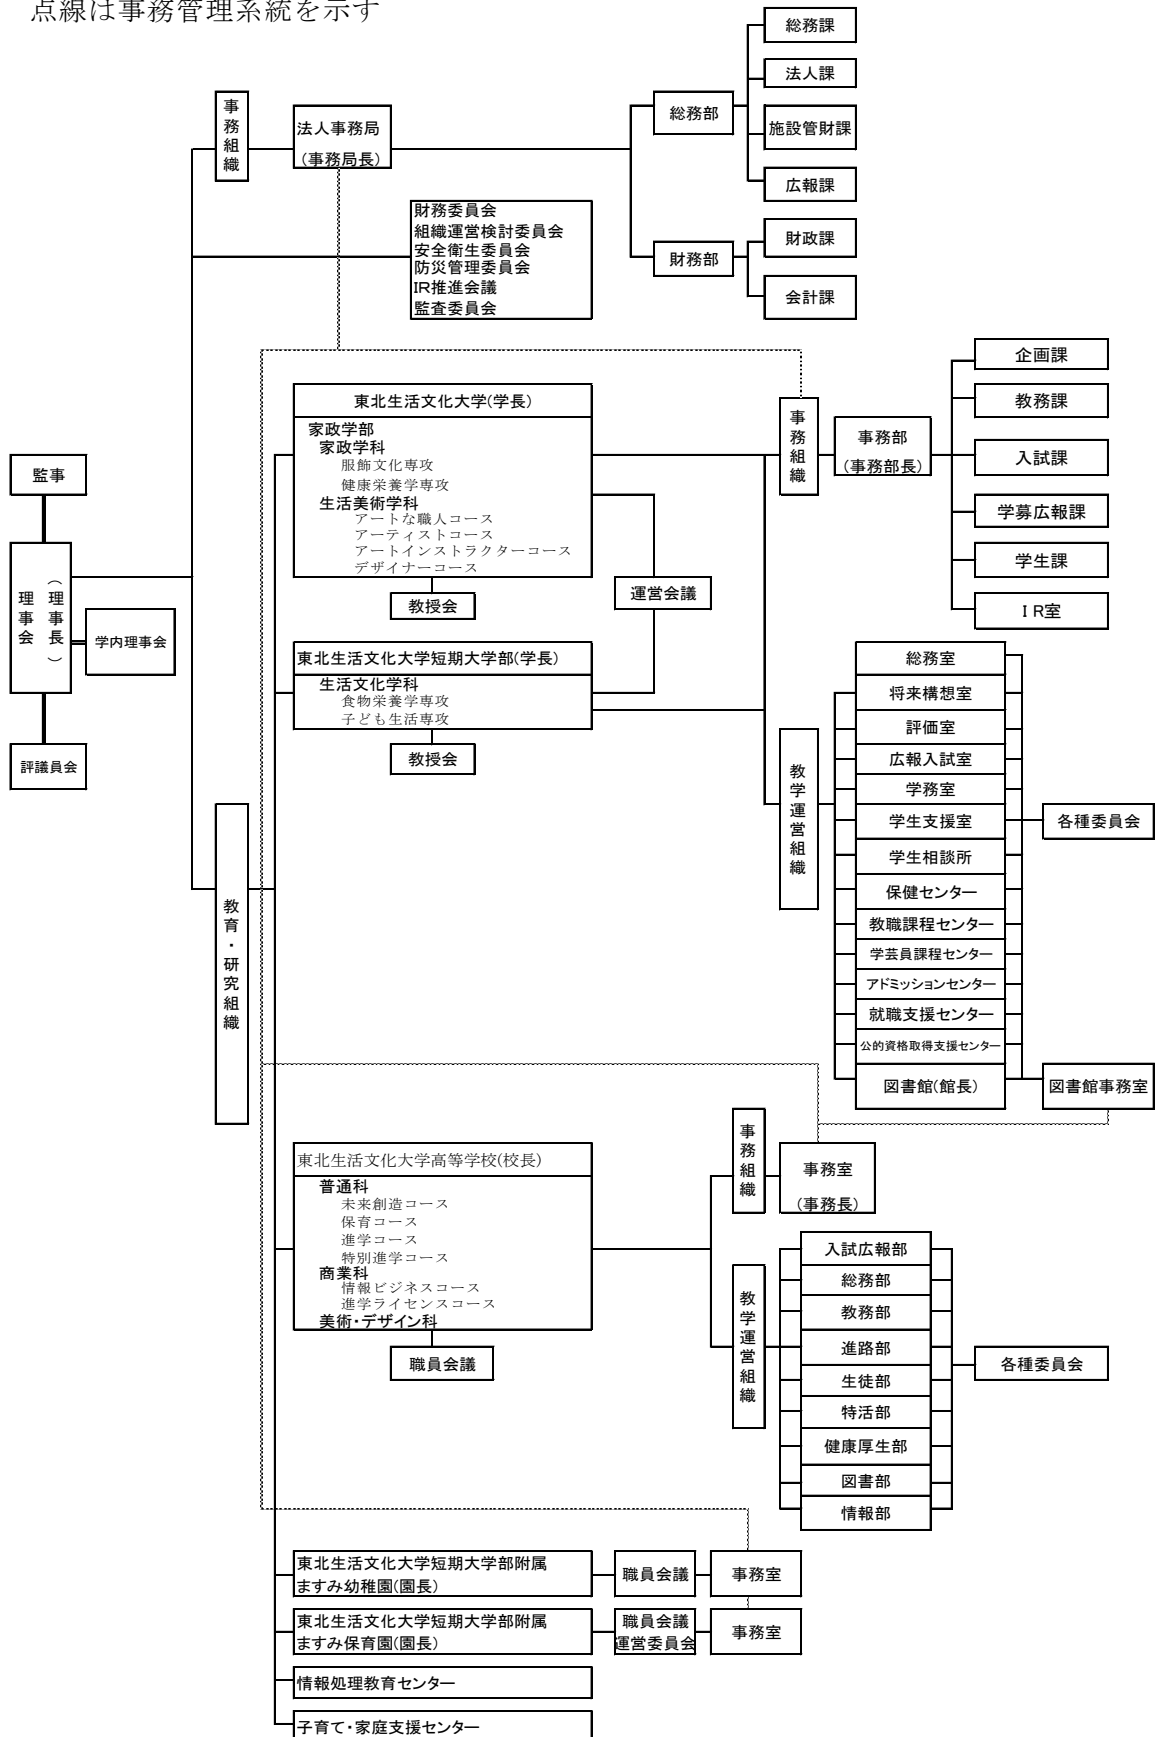 点線は事務管理系統を示す
総務課
法人課
施設管財課
広報課
総務部
事務組織
法人事務局
(事務局長)
財務委員会
組織運営検討委員会
安全衛生委員会
防災管理委員会
IR推進会議
監査委員会
財務部
財政課
会計課
企画課
教務課
入試課
学募広報課
学生課
IR室
事務組織
事務部
(事務部長)
東北生活文化大学(学長)
家政学部
家政学科
服飾文化専攻
健康栄養学専攻
生活美術学科
アートな職人コース
アーティストコース
アートインストラクターコース
デザイナーコース
教授会
運営会議
監事
理事会
(理事長)
学内理事会
評議員会
東北生活文化大学短期大学部(学長)
生活文化学科
食物栄養学専攻
子ども生活専攻
教授会
教学運営組織
総務室
将来構想室
評価室
広報入試室
学務室
学生支援室
学生相談所
保健センター
教職課程センター
学芸員課程センター
アドミッションセンター
就職支援センター
公的資格取得支援センター
図書館(館長)
各種委員会
図書館事務室
教育・研究組織
東北生活文化大学高等学校(校長)
普通科
未来創造コース
保育コース
進学コース
特別進学コース
商業科
情報ビジネスコース
進学ライセンスコース
美術・デザイン科
職員会議
事務組織
事務室
(事務長)
教学運営組織
入試広報部
総務部
教務部
進路部
生徒部
特活部
健康厚生部
図書部
情報部
各種委員会
東北生活文化大学短期大学部附属
ますみ幼稚園(園長)
職員会議
事務室
東北生活文化大学短期大学部附属
ますみ保育園(園長)
職員会議
運営委員会
事務室
情報処理教育センター
子育て・家庭支援センター